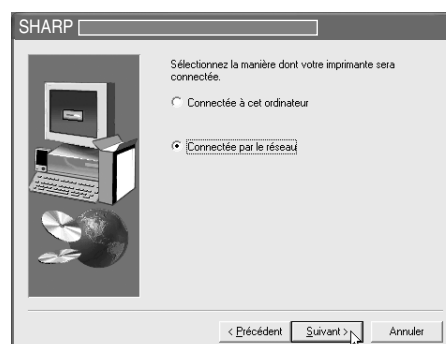 SHARP
Sélectionnez la manière dont votre imprimante sera
connectée.
Connectée à cet ordinateur
Connectée par le réseau
< Précédent Suivant > Annuler